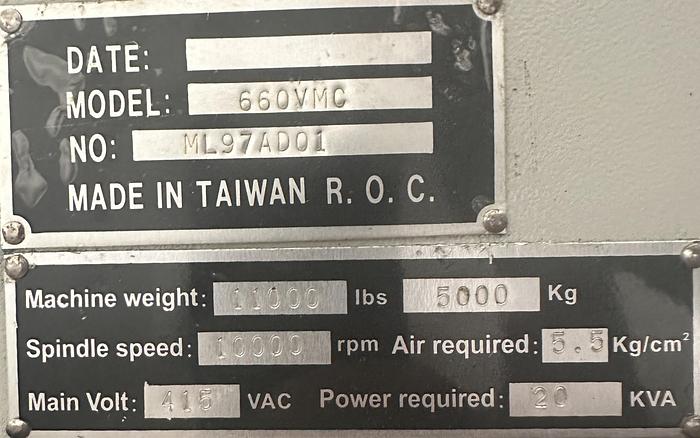 DATE:
MODEL: 660VMC
NO: ML97AD01
MADE IN TAIWAN R. O. C.
Machine weight: 11000 lbs 5000 Kg
Spindle speed: 10000 rpm Air required: 5.5 Kg/cm²
Main Volt: 415 VAC Power required: 20 KVA